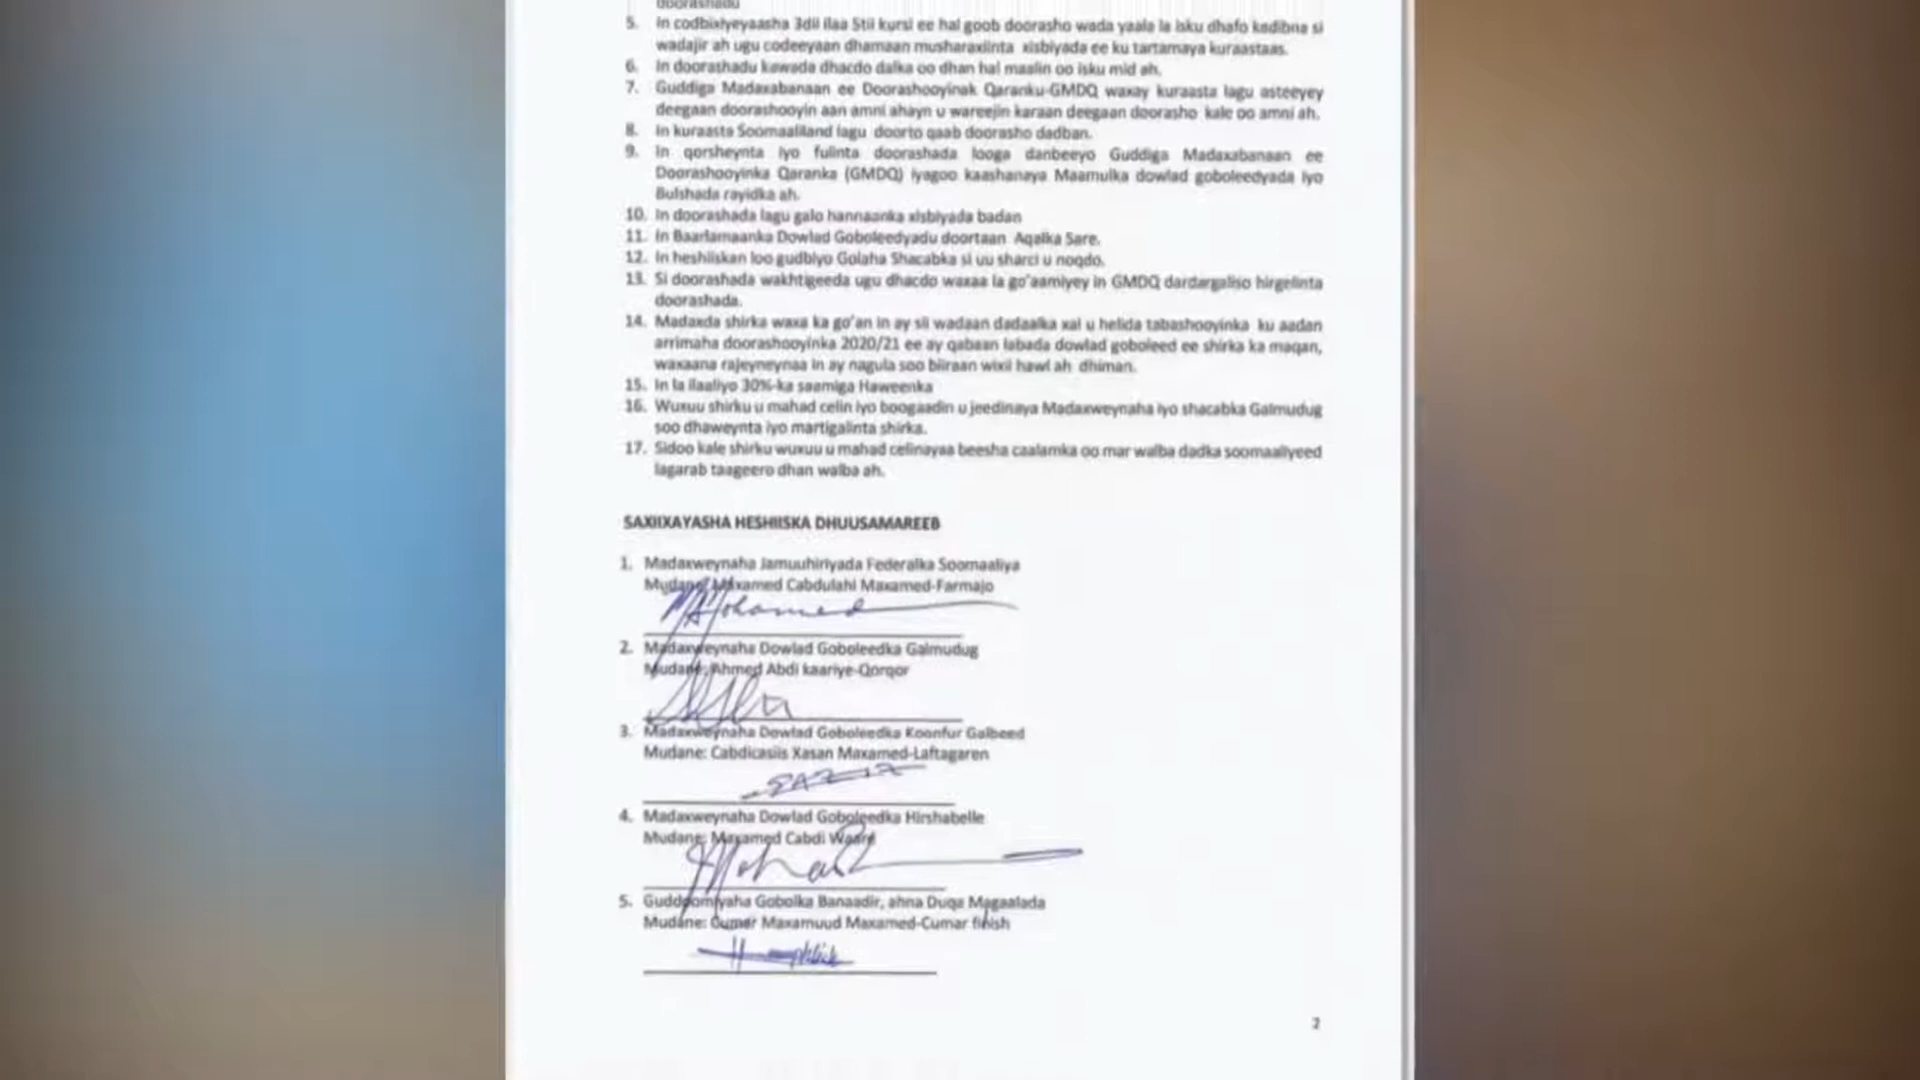 doorashadu
5. In codbixiyeyaasha 3dii ilaa 5tii kursi ee hal goob doorasho wada yaala la isku dhafo kadibna si
wadajir ah ugu codeeyaan dhamaan musharaxiinta xisbiyada ee ku tartamaya kuraastaas.
6. In doorashadu kawada dhacdo dalka oo dhan hal maalin oo isku mid ah.
7. Guddiga Madaxabanaan ee Doorashooyinak Qaranku-GMDQ waxay kuraasta lagu asteeyey
deegaan doorashooyin aan amni ahayn u wareejin karaan deegaan doorasho kale oo amni ah.
8. In kuraasta Soomaaliland lagu doorto qaab doorasho dadban.
9. In qorsheynta iyo fulinta doorashada looga danbeeyo Guddiga Madaxabanaan ee
Doorashooyinka Qaranka (GMDQ) iyagoo kaashanaya Maamulka dowlad goboleedyada iyo
Bulshada rayidka ah.
10. In doorashada lagu galo hannaanka xisbiyada badan
11. In Baarlamaanka Dowlad Goboleedyadu doortaan Aqalka Sare.
12. In heshiiskan loo gudbiyo Golaha Shacabka si uu sharci u noqdo.
13. Si doorashada wakhtigeeda ugu dhacdo waxaa la go'aamiyey in GMDQ dardargaliso hirgelinta
doorashada.
14. Madaxda shirka waxa ka go'an in ay sii wadaan dadaalka xal u helida tabashooyinka ku aadan
arrimaha doorashooyinka 2020/21 ee ay qabaan labada dowlad goboleed ee shirka ka maqan,
waxaana rajeyneynaa in ay nagula soo biiraan wixii hawl ah dhiman.
15. In la ilaaliyo 30%-ka saamiga Haweenka
16. Wuxuu shirku u mahad celin iyo boogaadin u jeedinaya Madaxweynaha iyo shacabka Galmudug
soo dhaweynta iyo martigalinta shirka.
17. Sidoo kale shirku wuxuu u mahad celinayaa beesha caalamka oo mar walba dadka soomaaliyeed
lagarab taageero dhan walba ah.
SAXIIXAYASHA HESHIISKA DHUUSAMAREEB
1. Madaxweynaha Jamuuhiriyada Federalka Soomaaliya
Mudane: Maxamed Cabdulahi Maxamed-Farmajo
2. Madaxweynaha Dowlad Goboleedka Galmudug
Mudane: Ahmed Abdi kaariye-Qorqor
3. Madaxweynaha Dowlad Goboleedka Koonfur Galbeed
Mudane: Cabdicasiis Xasan Maxamed-Laftagaren
4. Madaxweynaha Dowlad Goboleedka Hirshabelle
Mudane: Maxamed Cabdi Waare
5. Guddoomiyaha Gobolka Banaadir, ahna Duqa Magaalada
Mudane: Cumar Maxamuud Maxamed-Cumar finish
2